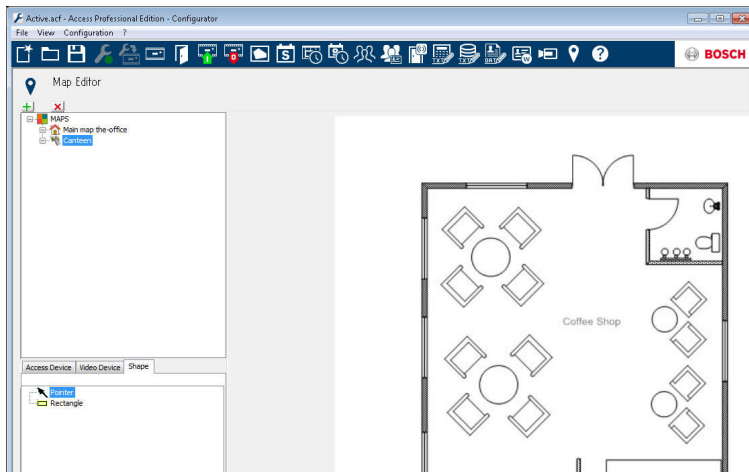 Active.acf - Access Professional Edition - Configurator
File View Configuration ?
BOSCH
Map Editor
MAPS
Main map the-office
Canteen
Coffee Shop
Access Device Video Device Shape
Pointer
Rectangle